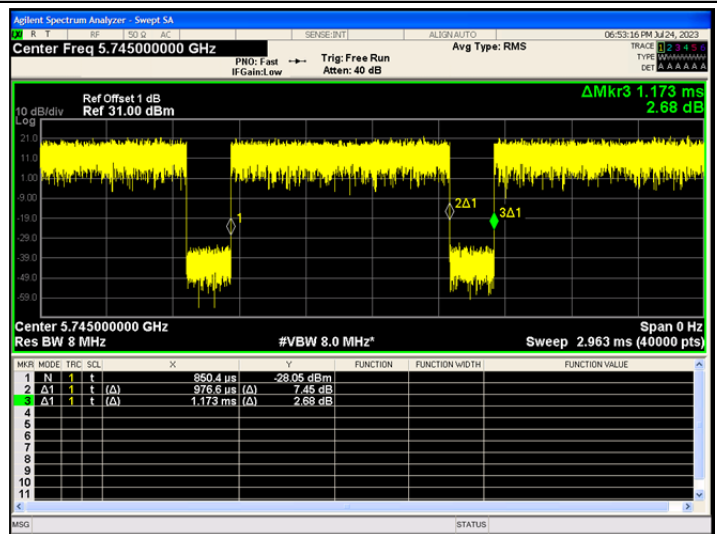 Agilent Spectrum Analyzer - Swept SA
R T RF 50 Ω AC SENSE:INT ALIGN AUTO 06:53:16 PM Jul 24, 2023
Center Freq 5.745000000 GHz
Avg Type: RMS
TRACE 1 2 3 4 5 6
PNO: Fast Trig: Free Run
TYPE
IFGain:Low Atten: 40 dB
DET A A A A A A
ΔMkr3 1.173 ms
Ref Offset 1 dB
10 dB/div Ref 31.00 dBm 2.68 dB
Log
21.0
11.0
1.00
-9.00
1 2Δ1 3Δ1
-19.0
-29.0
-39.0
-49.0
-59.0
Center 5.745000000 GHz Span 0 Hz
Res BW 8 MHz #VBW 8.0 MHz* Sweep 2.963 ms (40000 pts)
MKR MODE TRC SCL X Y FUNCTION FUNCTION WIDTH FUNCTION VALUE
1 N 1 t 850.4 µs -28.05 dBm
2 Δ1 1 t (Δ) 976.6 µs (Δ) 7.45 dB
3 Δ1 1 t (Δ) 1.173 ms (Δ) 2.68 dB
4
5
6
7
8
9
10
11
MSG STATUS